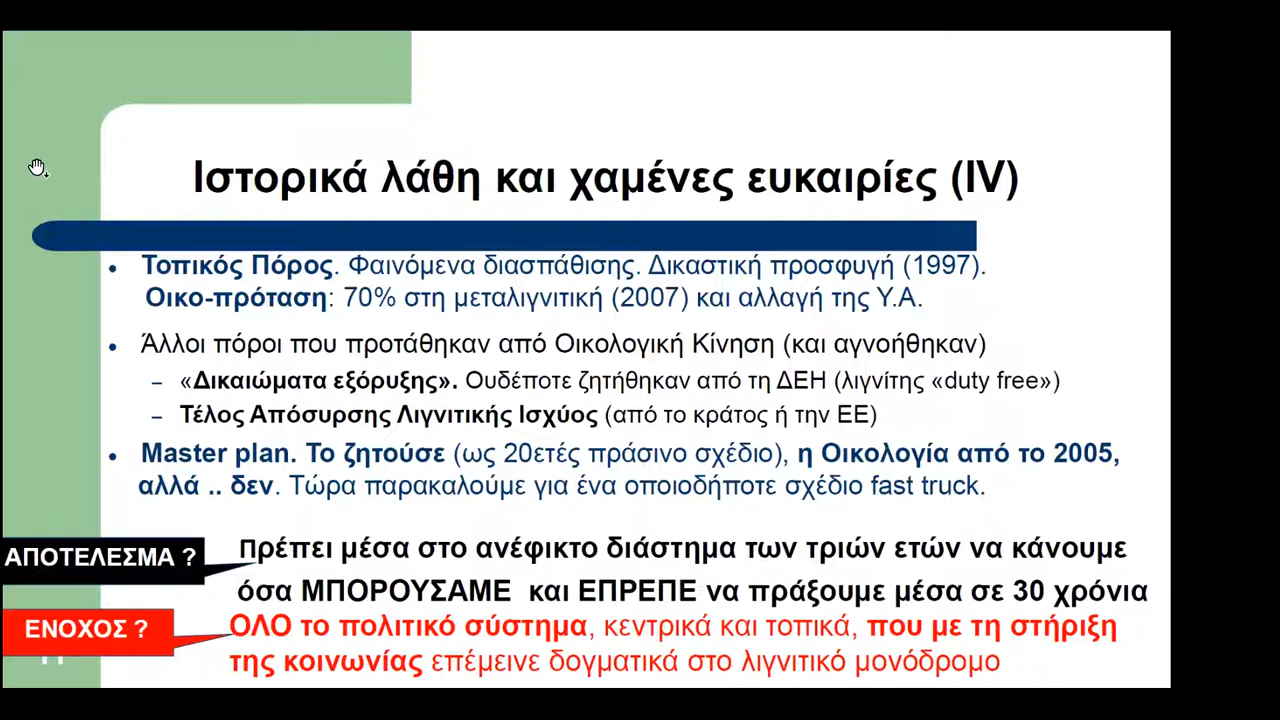 Ιστορικά λάθη και χαμένες ευκαιρίες (IV)
• Τοπικός Πόρος. Φαινόμενα διασπάθισης. Δικαστική προσφυγή (1997).
Οικο-πρόταση: 70% στη μεταλιγνιτική (2007) και αλλαγή της Υ.Α.
• Άλλοι πόροι που προτάθηκαν από Οικολογική Κίνηση (και αγνοήθηκαν)
– «Δικαιώματα εξόρυξης». Ουδέποτε ζητήθηκαν από τη ΔΕΗ (λιγνίτης «duty free»)
– Τέλος Απόσυρσης Λιγνιτικής Ισχύος (από το κράτος ή την ΕΕ)
• Master plan. Το ζητούσε (ως 20ετές πράσινο σχέδιο), η Οικολογία από το 2005,
αλλά .. δεν. Τώρα παρακαλούμε για ένα οποιοδήποτε σχέδιο fast truck.
ΑΠΟΤΕΛΕΣΜΑ ?
Πρέπει μέσα στο ανέφικτο διάστημα των τριών ετών να κάνουμε
όσα ΜΠΟΡΟΥΣΑΜΕ και ΕΠΡΕΠΕ να πράξουμε μέσα σε 30 χρόνια
ΕΝΟΧΟΣ ?
ΟΛΟ το πολιτικό σύστημα, κεντρικά και τοπικά, που με τη στήριξη
της κοινωνίας επέμεινε δογματικά στο λιγνιτικό μονόδρομο